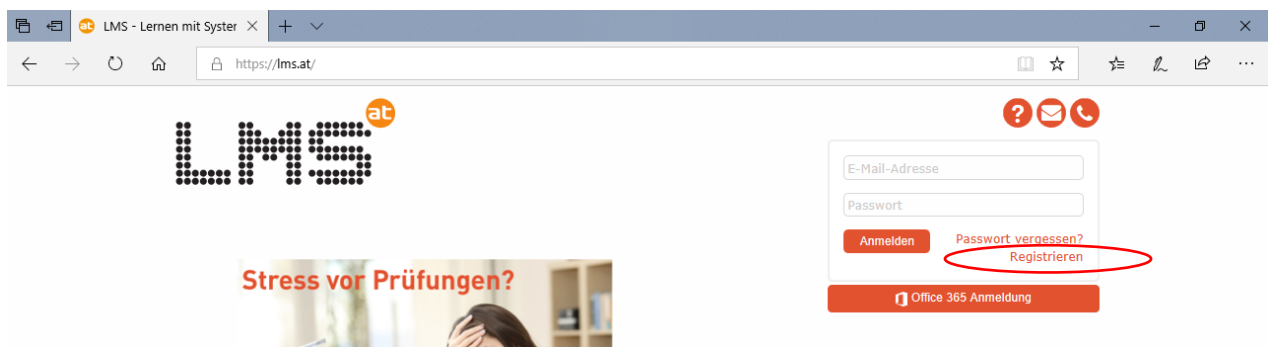 LMS - Lernen mit Syster
https://lms.at/
LMS
at
E-Mail-Adresse
Passwort
Anmelden
Passwort vergessen?
Registrieren
Office 365 Anmeldung
Stress vor Prüfungen?